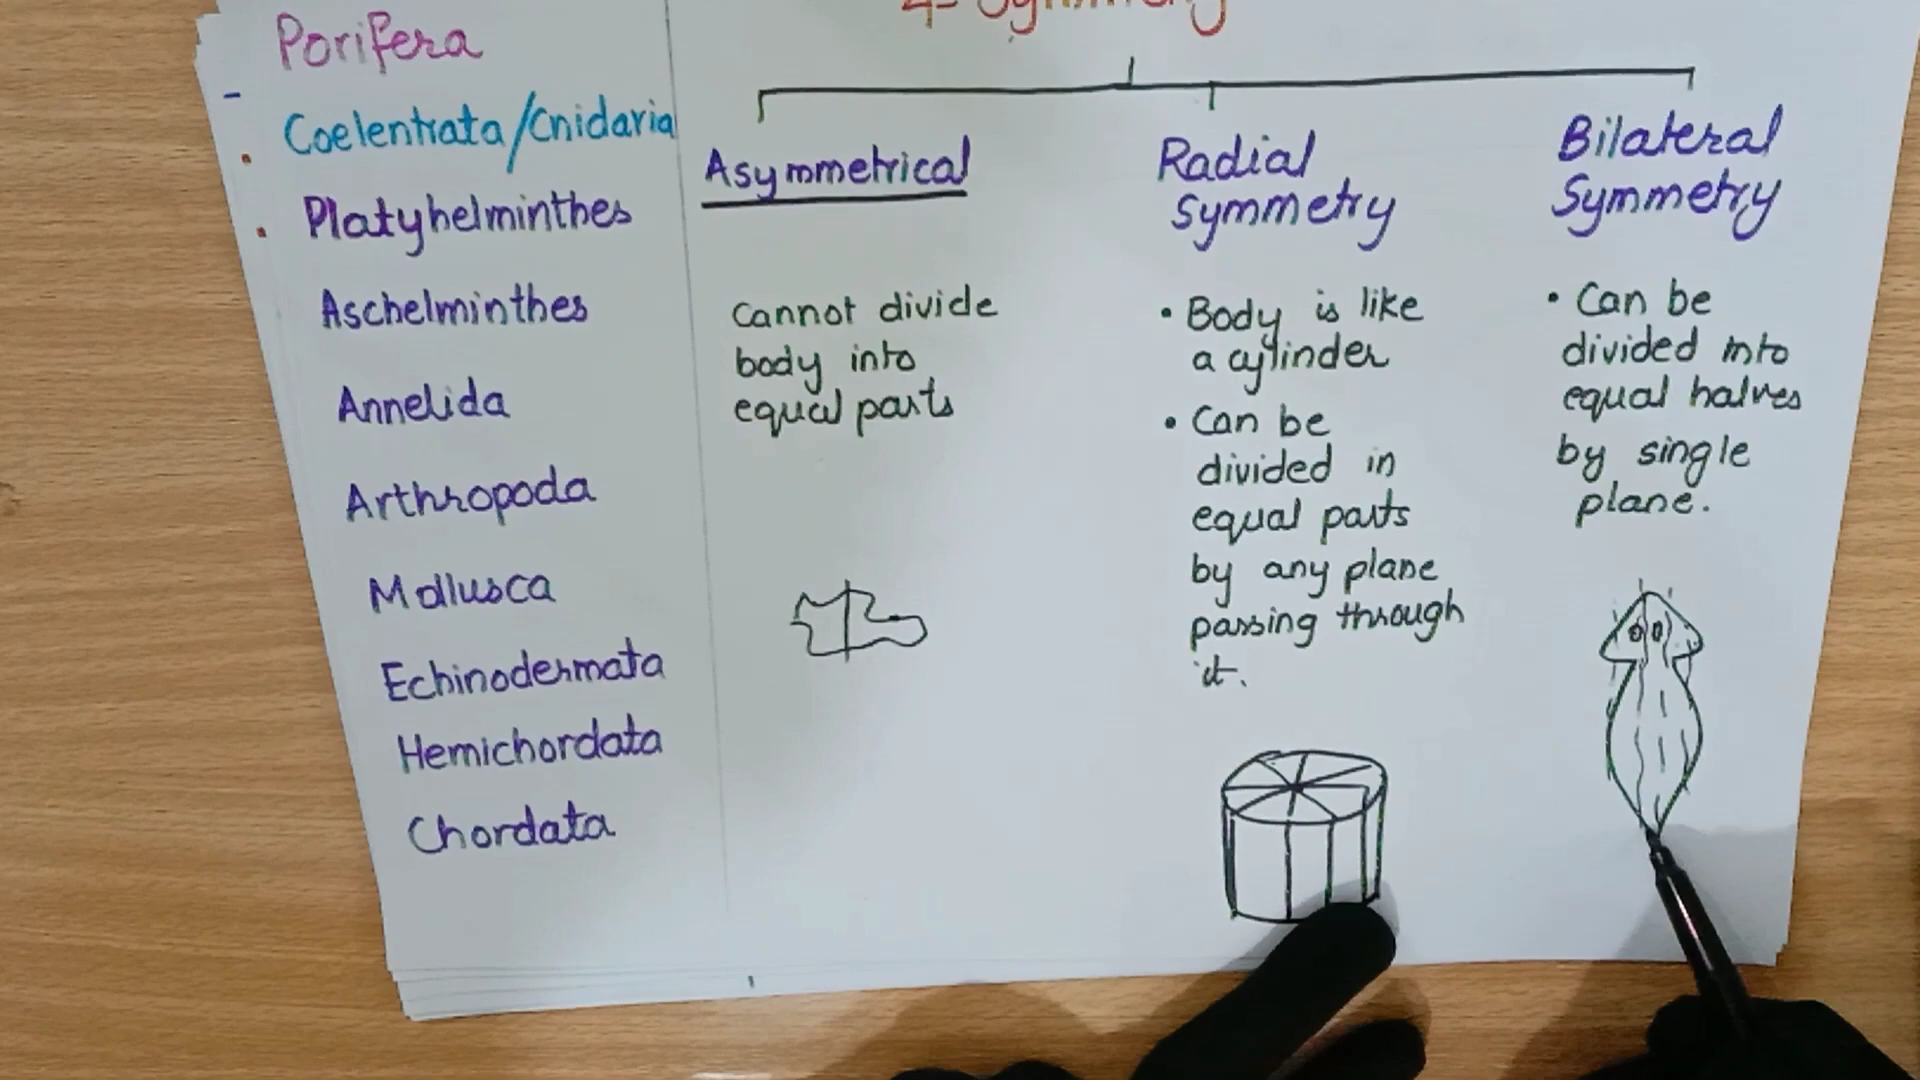 4- Symmetry
Porifera
Coelentrata/Cnidaria
Platyhelminthes
Aschelminthes
Annelida
Arthropoda
Mollusca
Echinodermata
Hemichordata
Chordata
Asymmetrical
Cannot divide
body into
equal parts
Radial
Symmetry
• Body is like
a cylinder
• Can be
divided in
equal parts
by any plane
passing through
it.
Bilateral
Symmetry
• Can be
divided into
equal halves
by single
plane.